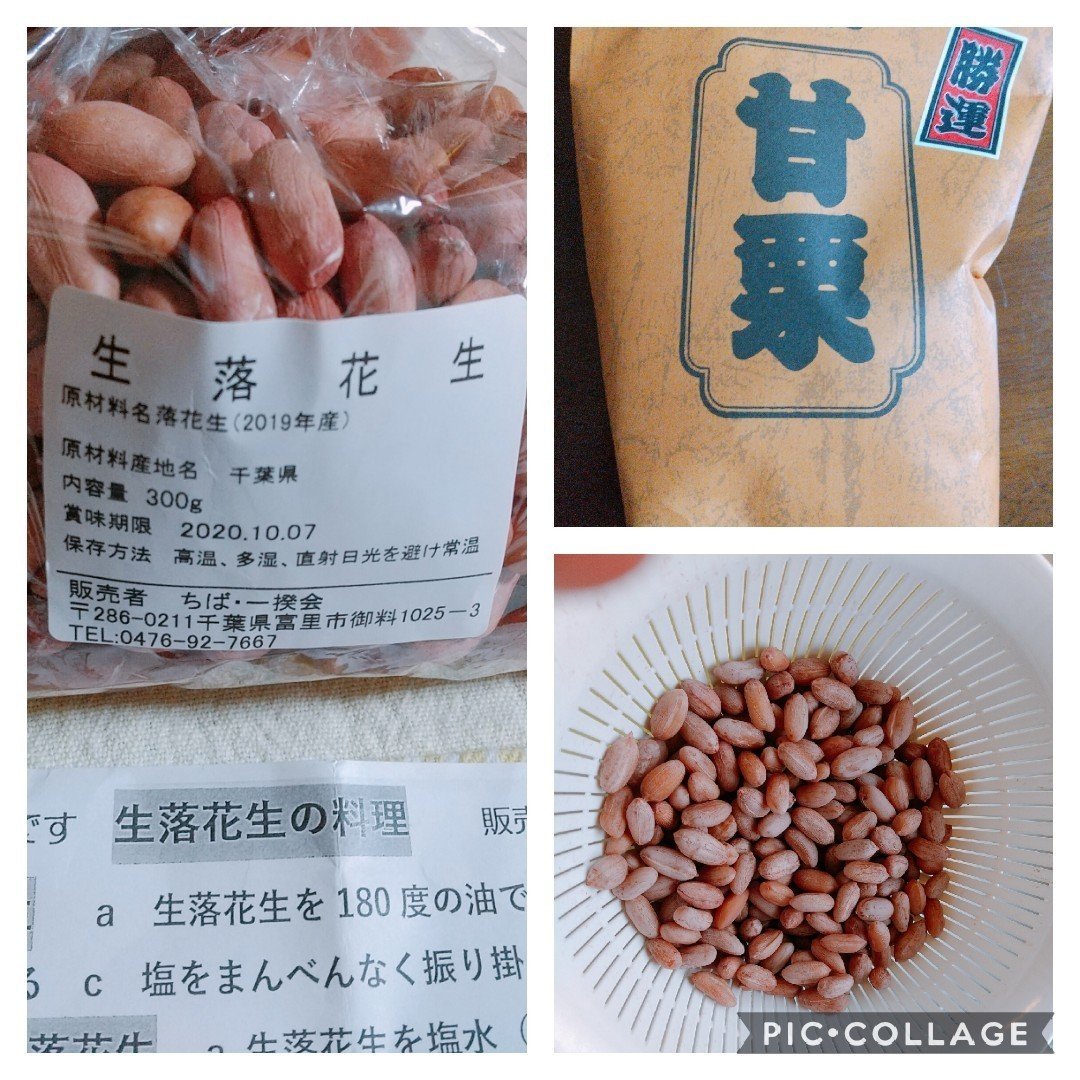 生落花生
原材料名落花生(2019年産)
原材料産地名 千葉県
内容量 300g
賞味期限 2020.10.07
保存方法 高温、多湿、直射日光を避け常温
販売者 ちば・一揆会
〒286-0211千葉県富里市御料1025-3
TEL:0476-92-7667
です 生落花生の料理 販売
a 生落花生を180度の油で
る c 塩をまんべんなく振り掛
落花生 a 生落花生を塩水(
甘栗
勝運
PIC•COLLAGE